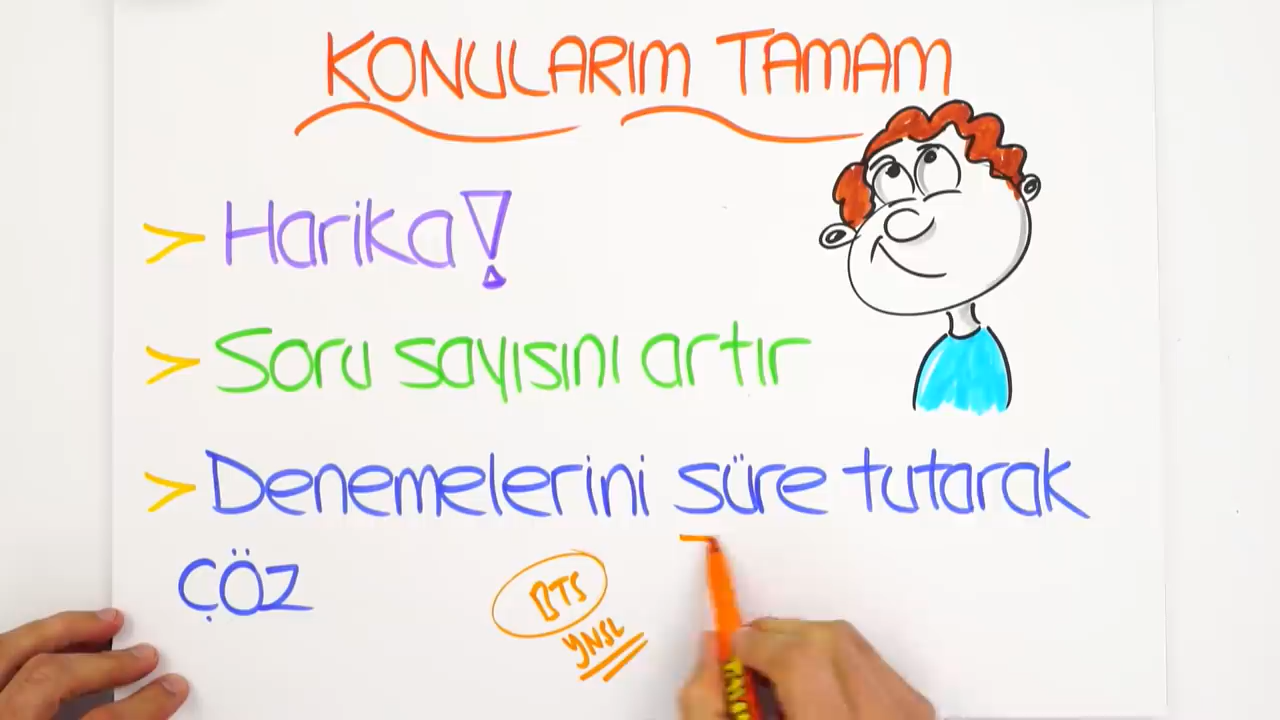 KONULARIM TAMAM
> Harika!
> Soru sayısını artır
> Denemelerini süre tutarak
çöz
BTS
YNSL